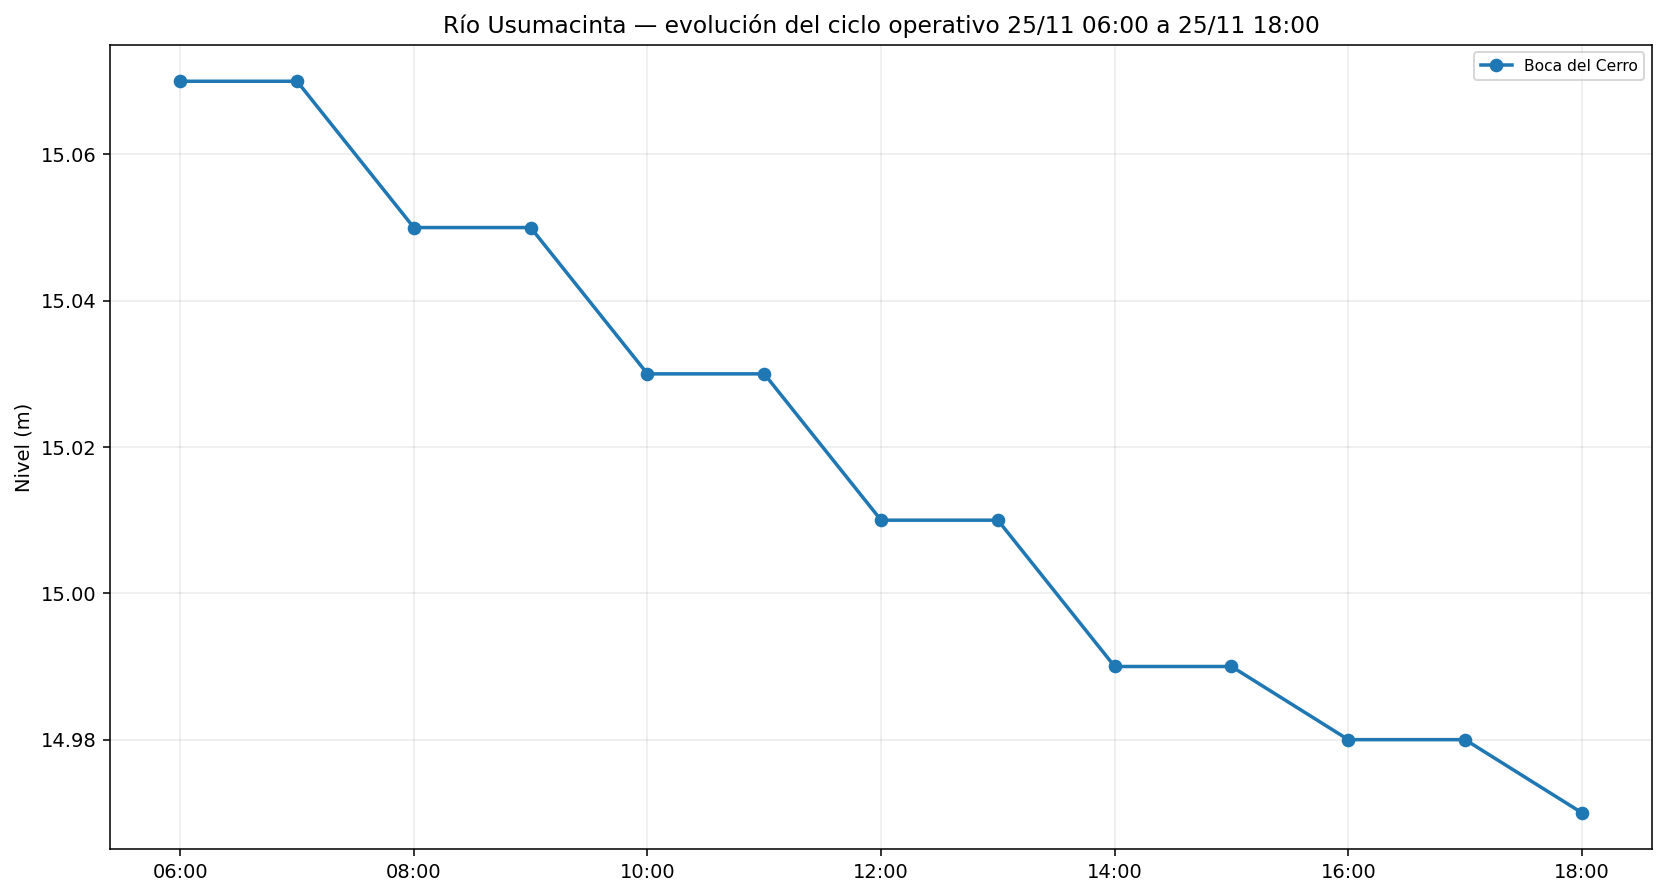 Río Usumacinta — evolución del ciclo operativo 25/11 06:00 a 25/11 18:00
Boca del Cerro
Nivel (m)
15.06
15.04
15.02
15.00
14.98
06:00 08:00 10:00 12:00 14:00 16:00 18:00